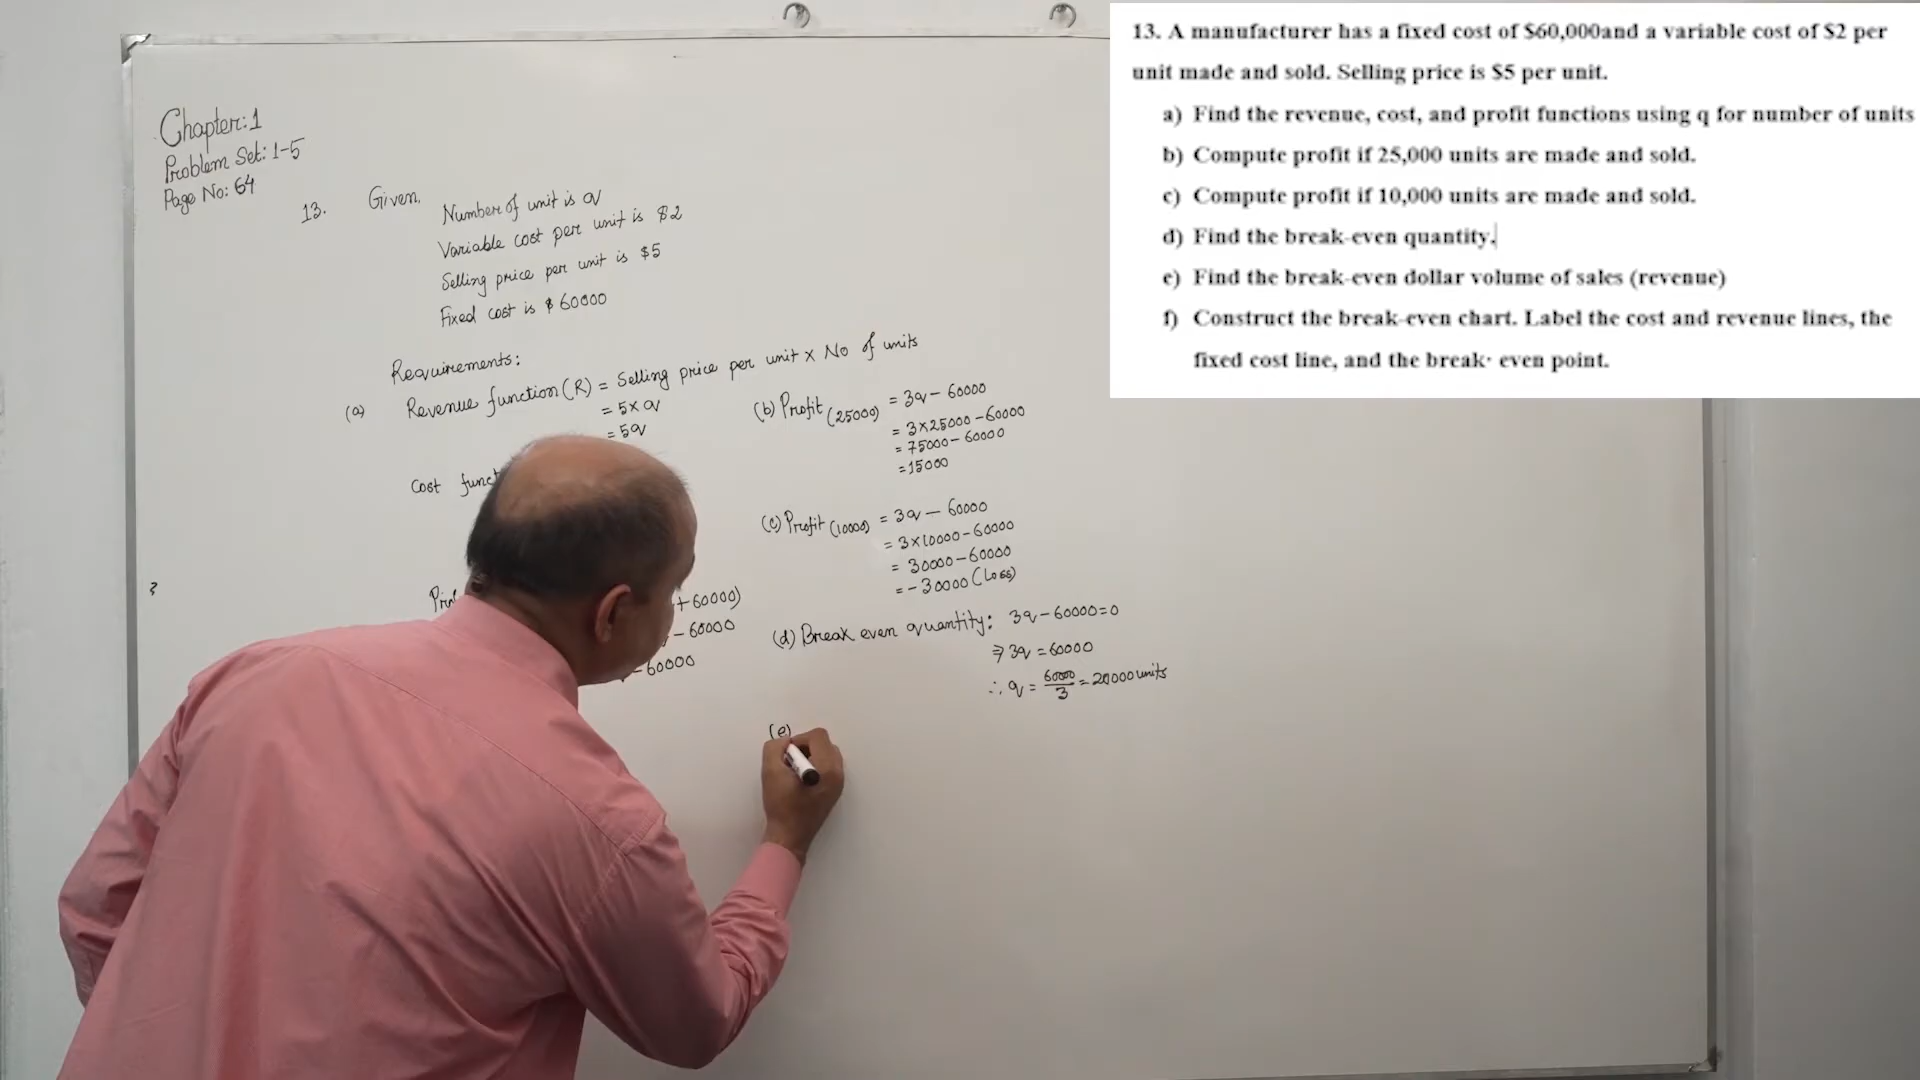 13. A manufacturer has a fixed cost of $60,000and a variable cost of $2 per
unit made and sold. Selling price is $5 per unit.
a) Find the revenue, cost, and profit functions using q for number of units
b) Compute profit if 25,000 units are made and sold.
c) Compute profit if 10,000 units are made and sold.
d) Find the break-even quantity.
e) Find the break-even dollar volume of sales (revenue)
f) Construct the break-even chart. Label the cost and revenue lines, the
fixed cost line, and the break- even point.
Chapter:1
Problem Set: 1-5
Page No: 64
13. Given,
Number of unit is q
Variable cost per unit is $2
Selling price per unit is $5
Fixed cost is $ 60000
Requirements:
(a) Revenue function (R) = Selling price per unit x No of units
= 5×q
= 5q
Cost
+60000)
- 60000
- 60000
(b) Profit (25000) = 3q - 60000
= 3×25000 - 60000
= 75000 - 60000
= 15000
(c) Profit (10000) = 3q - 60000
= 3×10000 - 60000
= 30000 - 60000
= - 30000 (Loss)
(d) Break even quantity: 3q - 60000 = 0
⇒ 3q = 60000
∴ q = 60000/3 = 20000 units
(e)